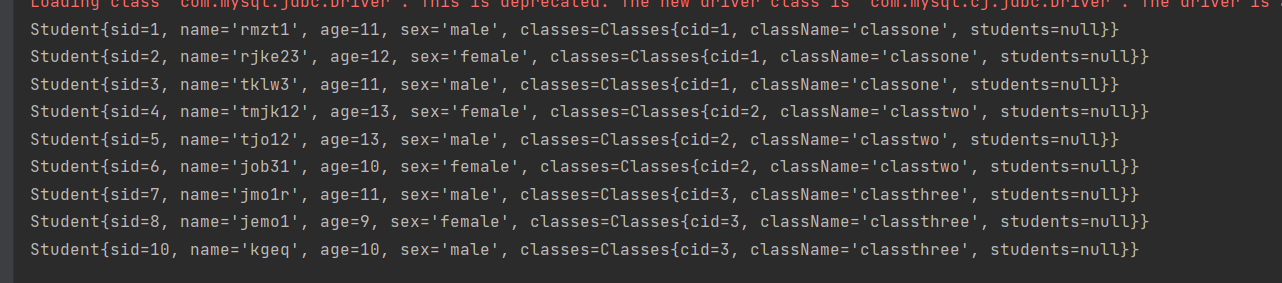 Loading class `com.mysql.jdbc.Driver'. This is deprecated. The new driver class is `com.mysql.cj.jdbc.Driver'. The driver is
Student{sid=1, name='rmzt1', age=11, sex='male', classes=Classes{cid=1, className='classone', students=null}}
Student{sid=2, name='rjke23', age=12, sex='female', classes=Classes{cid=1, className='classone', students=null}}
Student{sid=3, name='tklw3', age=11, sex='male', classes=Classes{cid=1, className='classone', students=null}}
Student{sid=4, name='tmjk12', age=13, sex='female', classes=Classes{cid=2, className='classtwo', students=null}}
Student{sid=5, name='tjo12', age=13, sex='male', classes=Classes{cid=2, className='classtwo', students=null}}
Student{sid=6, name='job31', age=10, sex='female', classes=Classes{cid=2, className='classtwo', students=null}}
Student{sid=7, name='jmo1r', age=11, sex='male', classes=Classes{cid=3, className='classthree', students=null}}
Student{sid=8, name='jemo1', age=9, sex='female', classes=Classes{cid=3, className='classthree', students=null}}
Student{sid=10, name='kgeq', age=10, sex='male', classes=Classes{cid=3, className='classthree', students=null}}